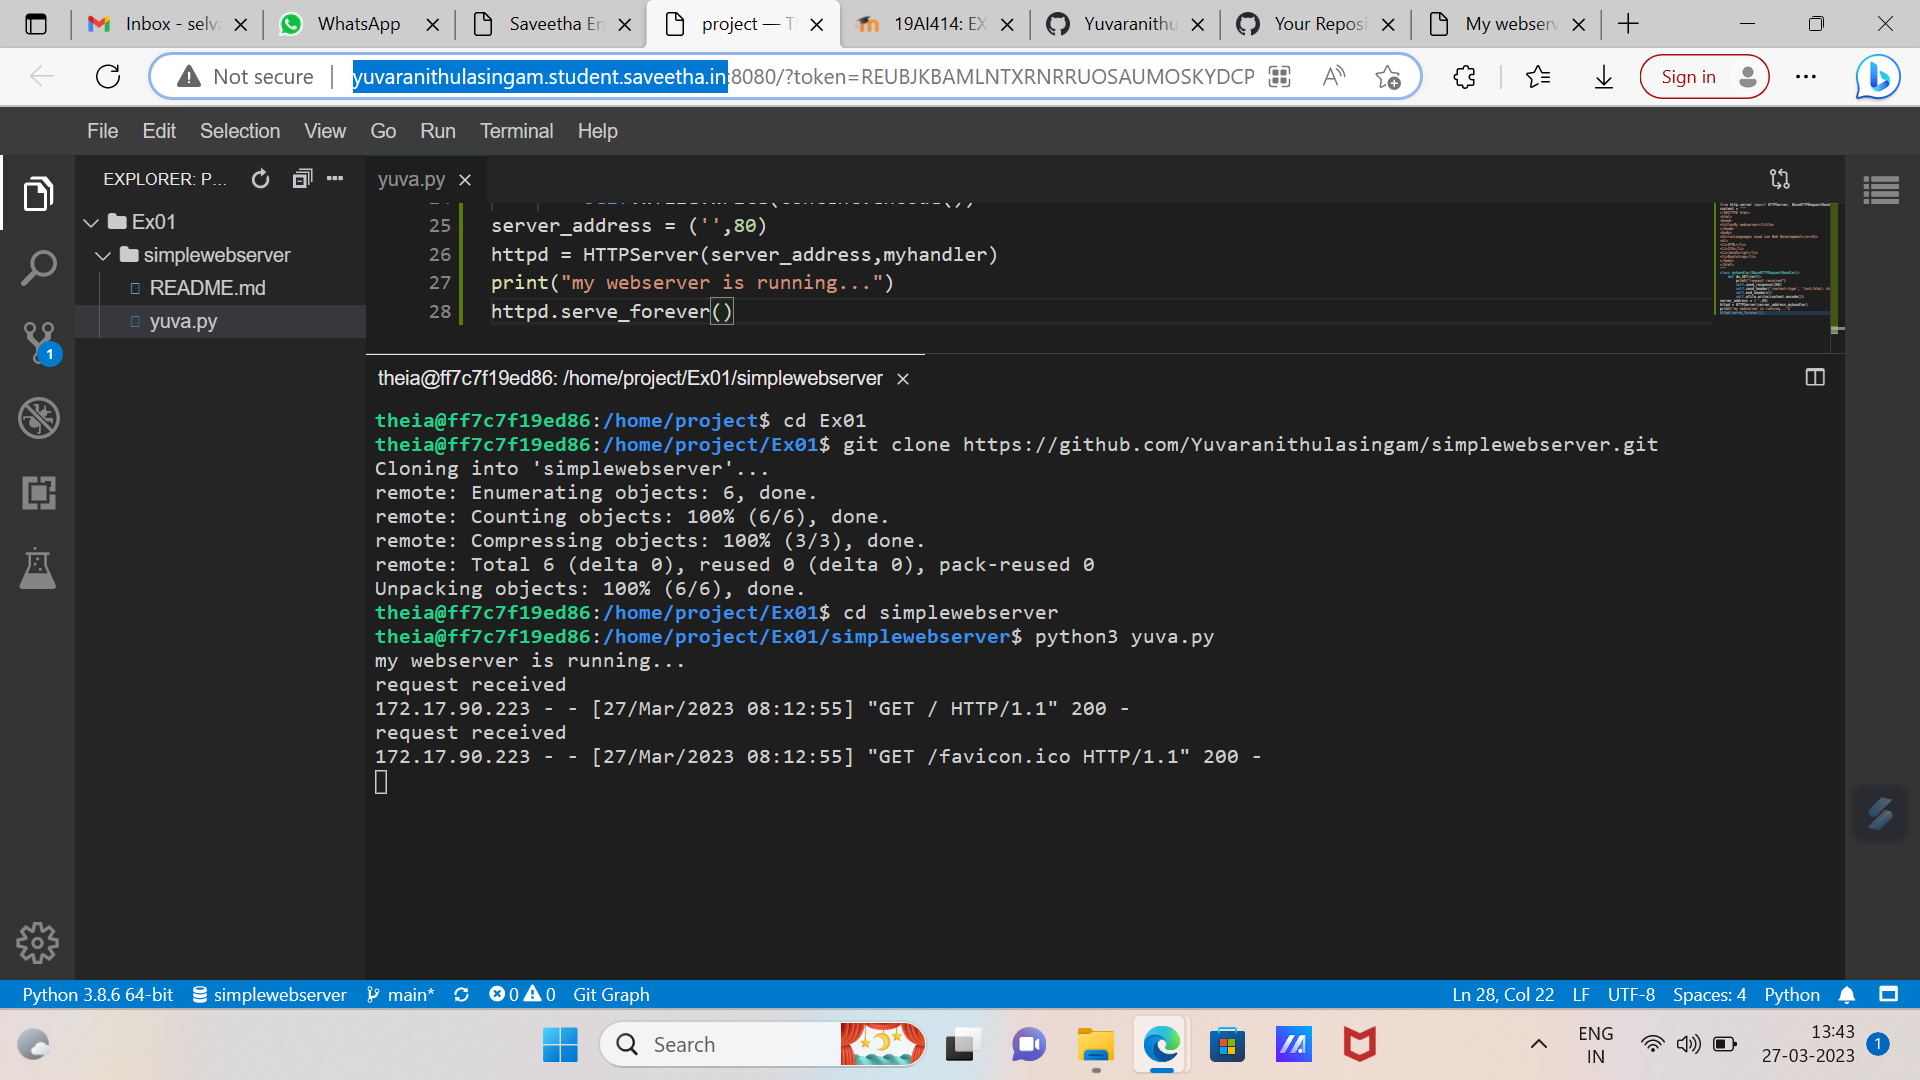 Inbox - selv
WhatsApp
Saveetha En
project — T
19AI414: EX
Yuvaranithu
Your Reposi
My webserv
Not secure
yuvaranithulasingam.student.saveetha.in:8080/?token=REUBJKBAMLNTXRNRRUOSAUMOSKYDCP
Sign in
File Edit Selection View Go Run Terminal Help
EXPLORER: P...
yuva.py
Ex01
simplewebserver
README.md
yuva.py
1
25 server_address = ('',80)
26 httpd = HTTPServer(server_address,myhandler)
27 print("my webserver is running...")
28 httpd.serve_forever()
theia@ff7c7f19ed86: /home/project/Ex01/simplewebserver
theia@ff7c7f19ed86:/home/project$ cd Ex01
theia@ff7c7f19ed86:/home/project/Ex01$ git clone https://github.com/Yuvaranithulasingam/simplewebserver.git
Cloning into 'simplewebserver'...
remote: Enumerating objects: 6, done.
remote: Counting objects: 100% (6/6), done.
remote: Compressing objects: 100% (3/3), done.
remote: Total 6 (delta 0), reused 0 (delta 0), pack-reused 0
Unpacking objects: 100% (6/6), done.
theia@ff7c7f19ed86:/home/project/Ex01$ cd simplewebserver
theia@ff7c7f19ed86:/home/project/Ex01/simplewebserver$ python3 yuva.py
my webserver is running...
request received
172.17.90.223 - - [27/Mar/2023 08:12:55] "GET / HTTP/1.1" 200 -
request received
172.17.90.223 - - [27/Mar/2023 08:12:55] "GET /favicon.ico HTTP/1.1" 200 -
Python 3.8.6 64-bit simplewebserver main* 0 0 Git Graph
Ln 28, Col 22 LF UTF-8 Spaces: 4 Python
Search
ENG
IN
13:43
27-03-2023
1